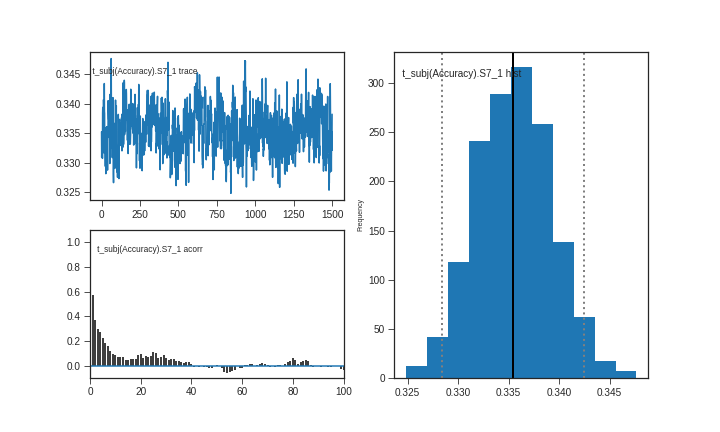 t_subj(Accuracy).S7_1 trace
0.345
0.340
0.335
0.330
0.325
0 250 500 750 1000 1250 1500
t_subj(Accuracy).S7_1 acorr
1.0
0.8
0.6
0.4
0.2
0.0
0 20 40 60 80 100
t_subj(Accuracy).S7_1 hist
Frequency
300
250
200
150
100
50
0
0.325 0.330 0.335 0.340 0.345